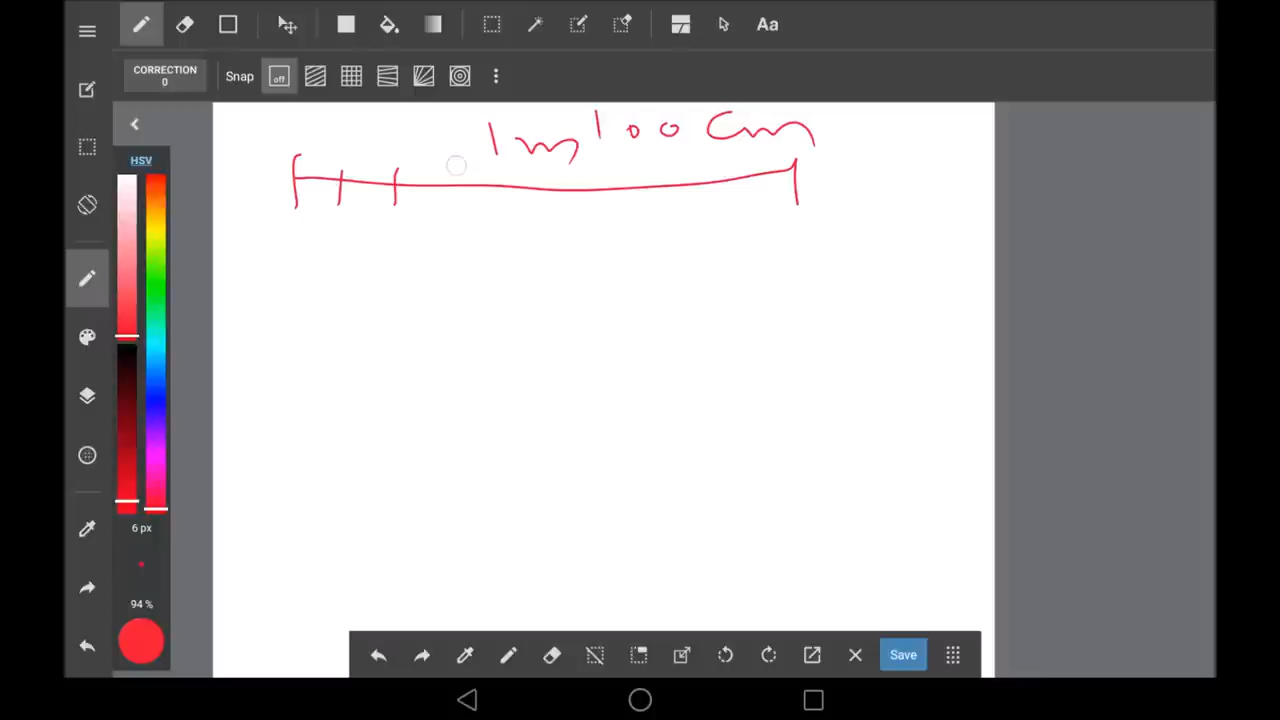 Aa
CORRECTION
0
Snap
off
1m 100 cm
HSV
6 px
94 %
Save